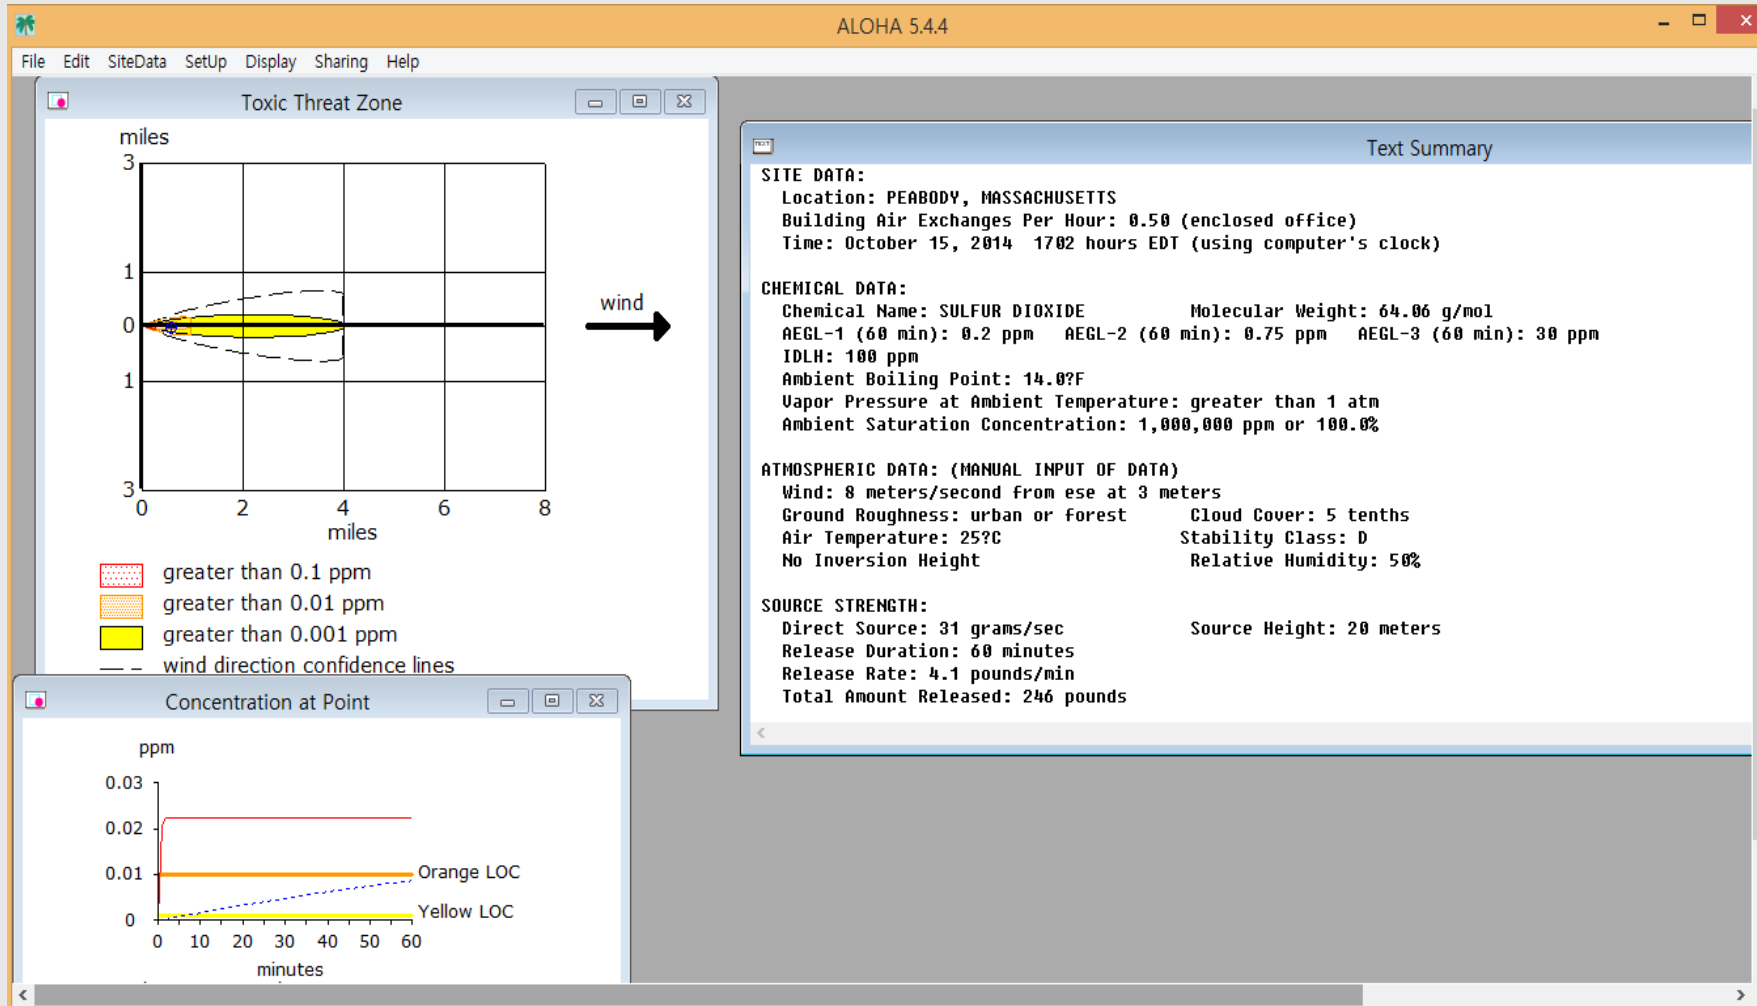 ALOHA 5.4.4
File Edit SiteData SetUp Display Sharing Help
Toxic Threat Zone
miles
3
1
0
1
3
0 2 4 6 8
miles
wind
greater than 0.1 ppm
greater than 0.01 ppm
greater than 0.001 ppm
wind direction confidence lines
Concentration at Point
ppm
0.03
0.02
0.01
0
Orange LOC
Yellow LOC
0 10 20 30 40 50 60
minutes
TEXT
Text Summary
SITE DATA:
Location: PEABODY, MASSACHUSETTS
Building Air Exchanges Per Hour: 0.50 (enclosed office)
Time: October 15, 2014 1702 hours EDT (using computer's clock)
CHEMICAL DATA:
Chemical Name: SULFUR DIOXIDE Molecular Weight: 64.06 g/mol
AEGL-1 (60 min): 0.2 ppm AEGL-2 (60 min): 0.75 ppm AEGL-3 (60 min): 30 ppm
IDLH: 100 ppm
Ambient Boiling Point: 14.0?F
Vapor Pressure at Ambient Temperature: greater than 1 atm
Ambient Saturation Concentration: 1,000,000 ppm or 100.0%
ATMOSPHERIC DATA: (MANUAL INPUT OF DATA)
Wind: 8 meters/second from ese at 3 meters
Ground Roughness: urban or forest Cloud Cover: 5 tenths
Air Temperature: 25?C Stability Class: D
No Inversion Height Relative Humidity: 50%
SOURCE STRENGTH:
Direct Source: 31 grams/sec Source Height: 20 meters
Release Duration: 60 minutes
Release Rate: 4.1 pounds/min
Total Amount Released: 246 pounds